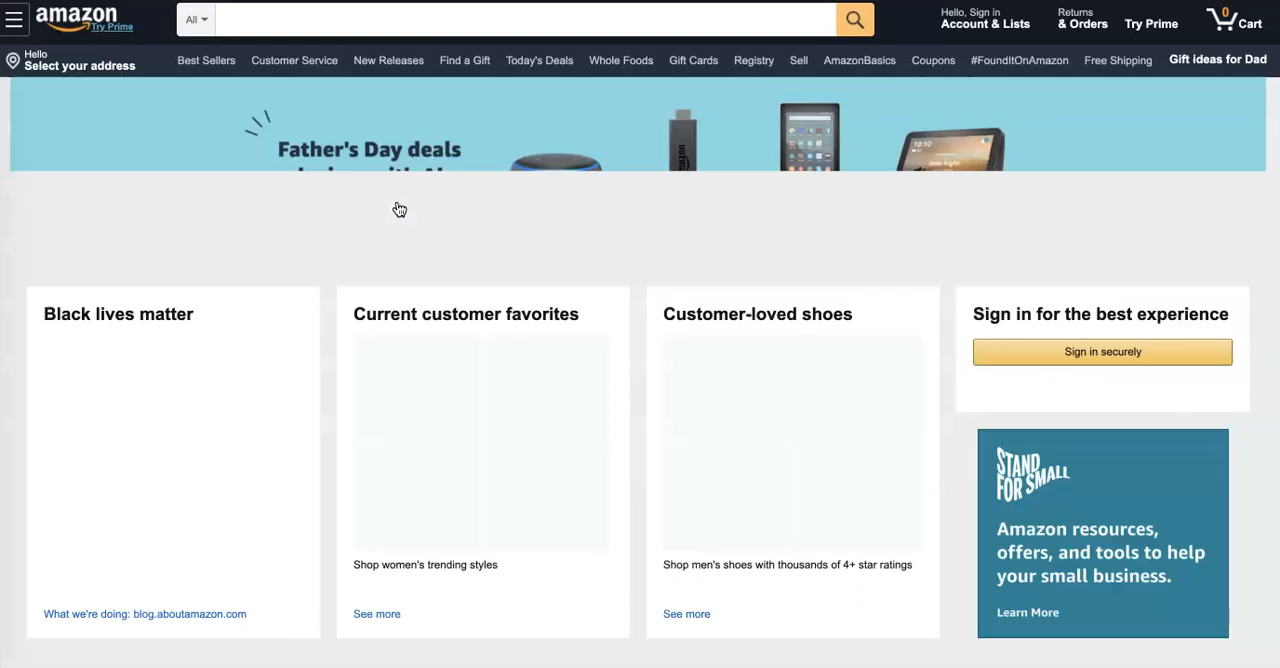 amazon
Try Prime
All
Hello, Sign in
Account & Lists
Returns
& Orders
Try Prime
0
Cart
Hello
Select your address
Best Sellers
Customer Service
New Releases
Find a Gift
Today's Deals
Whole Foods
Gift Cards
Registry
Sell
AmazonBasics
Coupons
#FoundItOnAmazon
Free Shipping
Gift ideas for Dad
Father's Day deals
amazon
10:10
Black lives matter
What we're doing: blog.aboutamazon.com
Current customer favorites
Shop women's trending styles
See more
Customer-loved shoes
Shop men's shoes with thousands of 4+ star ratings
See more
Sign in for the best experience
Sign in securely
STAND
FOR SMALL
Amazon resources,
offers, and tools to help
your small business.
Learn More